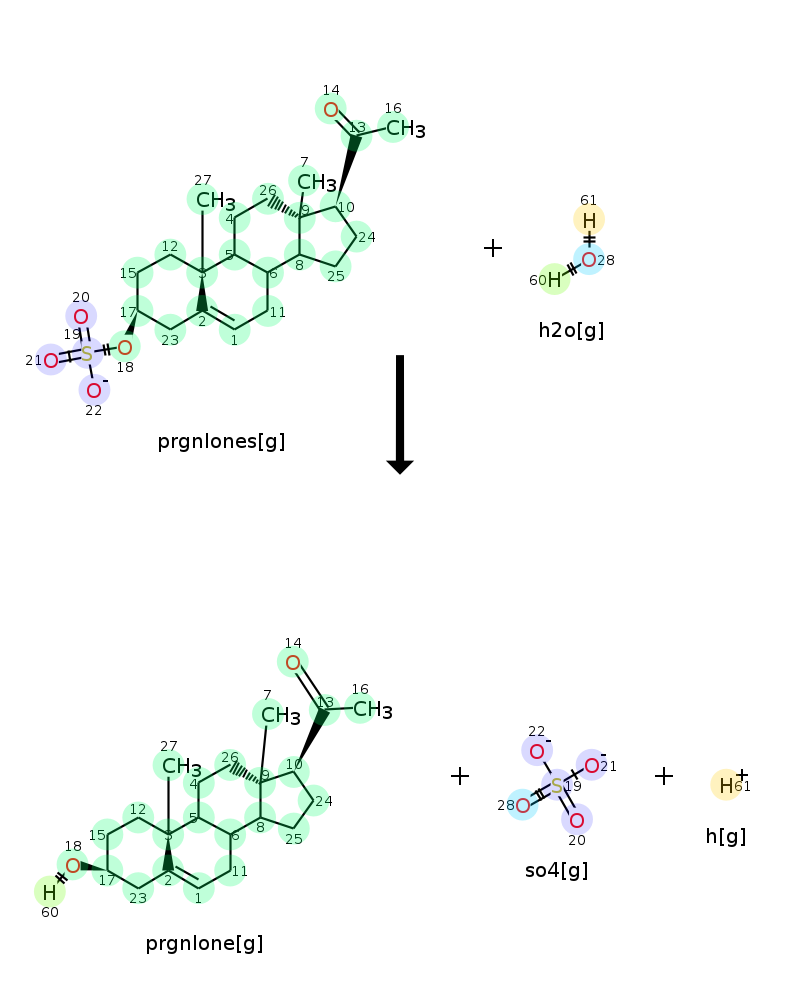 14
O
13
16
CH3
7
CH3
27
CH3
26
9
10
4
24
12
5
8
25
15
3
6
17
11
2
20
O
19
S
O
18
21
O
23
1
O-
22
prgnlones[g]
+
61
H
O
28
60
H
h2o[g]
14
O
13
16
CH3
7
CH3
27
CH3
26
9
10
4
24
12
5
8
25
15
3
6
18
O
17
2
11
H
60
23
1
prgnlone[g]
+
22
O-
O-
21
S
19
28
O
O
20
so4[g]
+
H+
61
h[g]